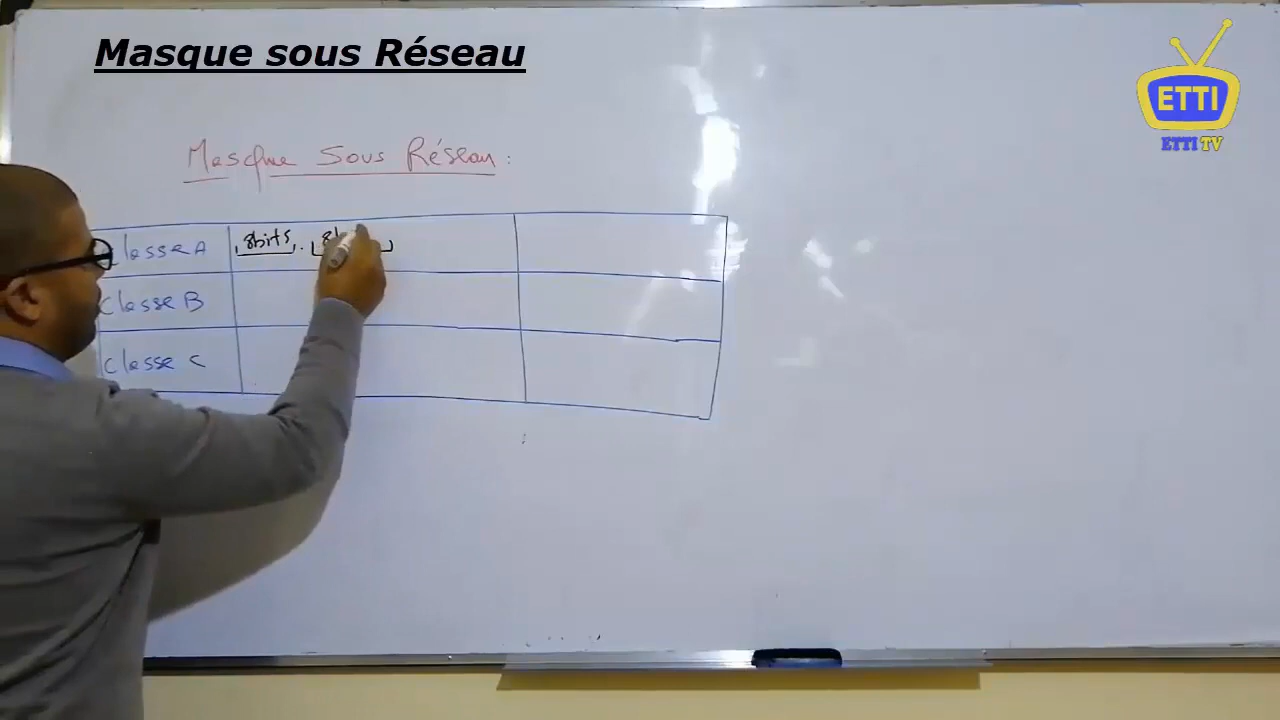 Masque sous Réseau
ETTI
ETTI TV
Masque Sous Réseau :
Classe A 8bits .
Classe B
Classe C